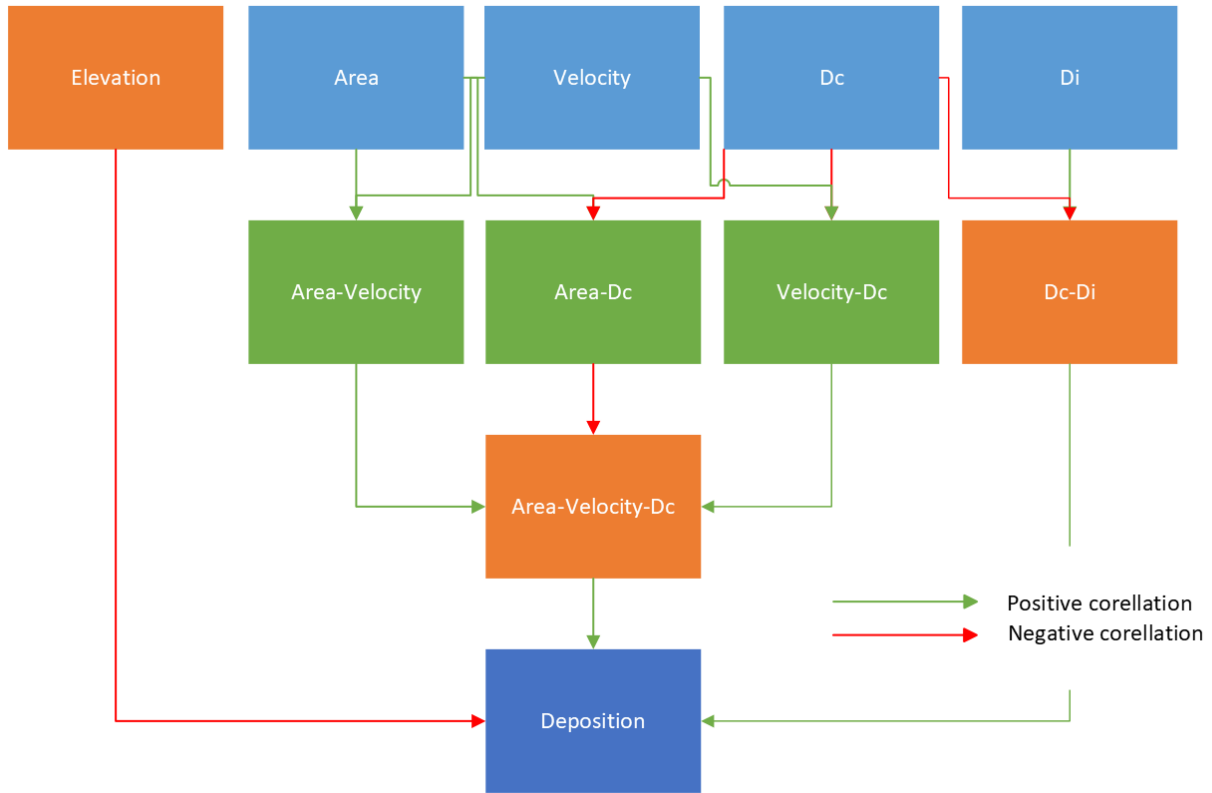 Elevation
Area
Velocity
Dc
Di
Area-Velocity
Area-Dc
Velocity-Dc
Dc-Di
Area-Velocity-Dc
Positive corellation
Negative corellation
Deposition